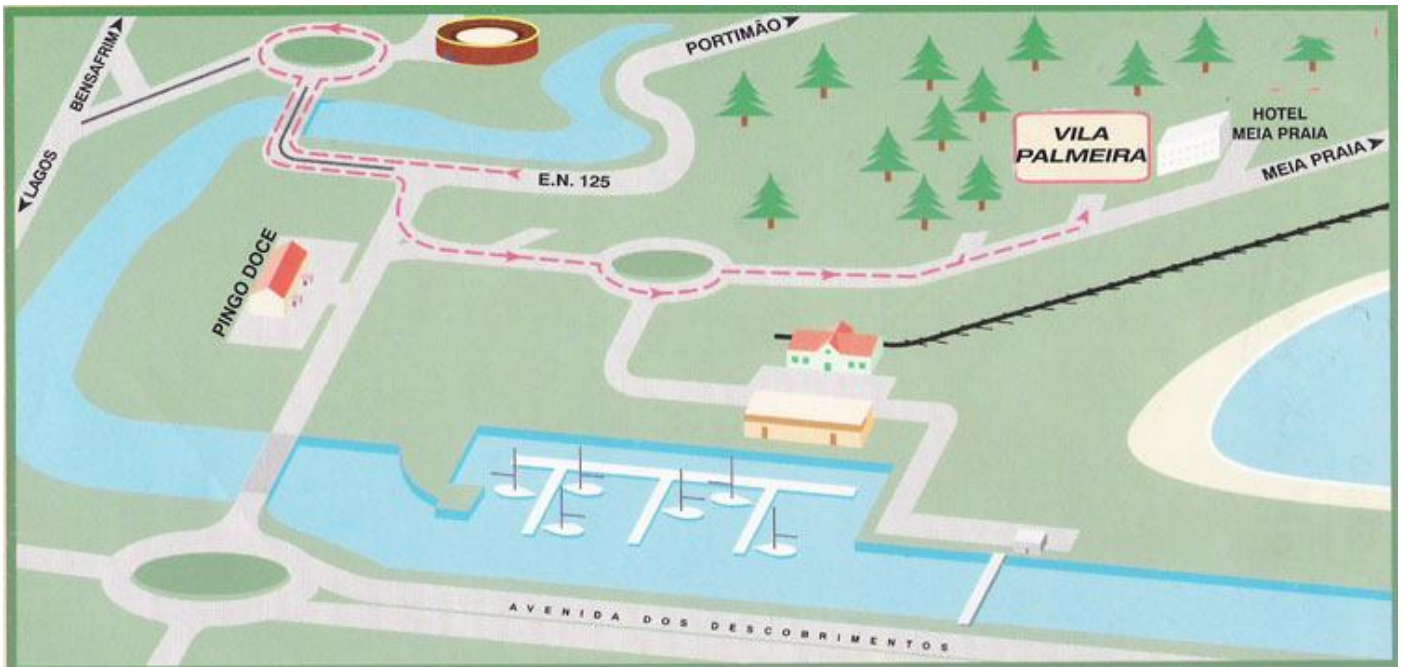 BENSAFRIM
LAGOS
PORTIMÃO
E.N. 125
VILA
PALMEIRA
HOTEL
MEIA PRAIA
MEIA PRAIA
PINGO DOCE
AVENIDA DOS DESCOBRIMENTOS